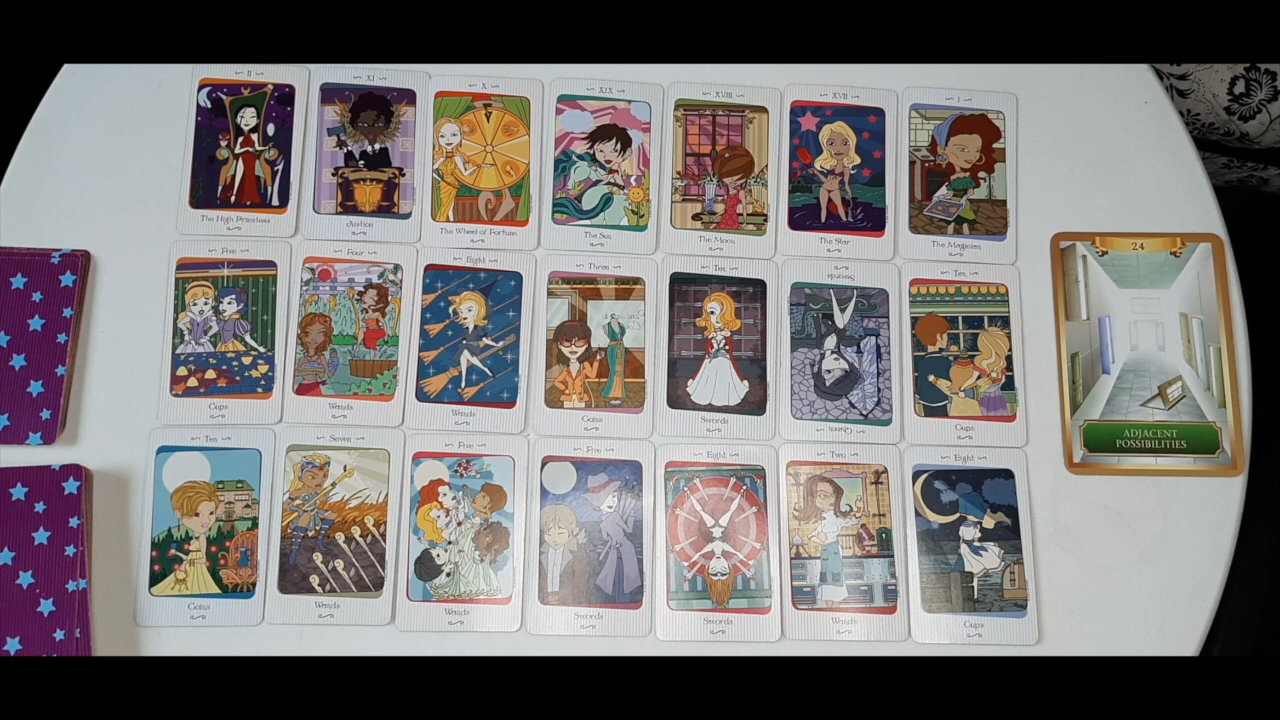 II
The High Priestess
XI
Justice
X
The Wheel of Fortune
XIX
The Sun
XVIII
The Moon
XVII
The Star
I
The Magician
Five
Cups
Four
Wands
Eight
Wands
Three
Coins
Ten
Swords
Swords
Queen
Ten
Cups
24
ADJACENT
POSSIBILITIES
Ten
Coins
Seven
Wands
Five
Wands
Five
Swords
Eight
Swords
Two
Wands
Eight
Cups